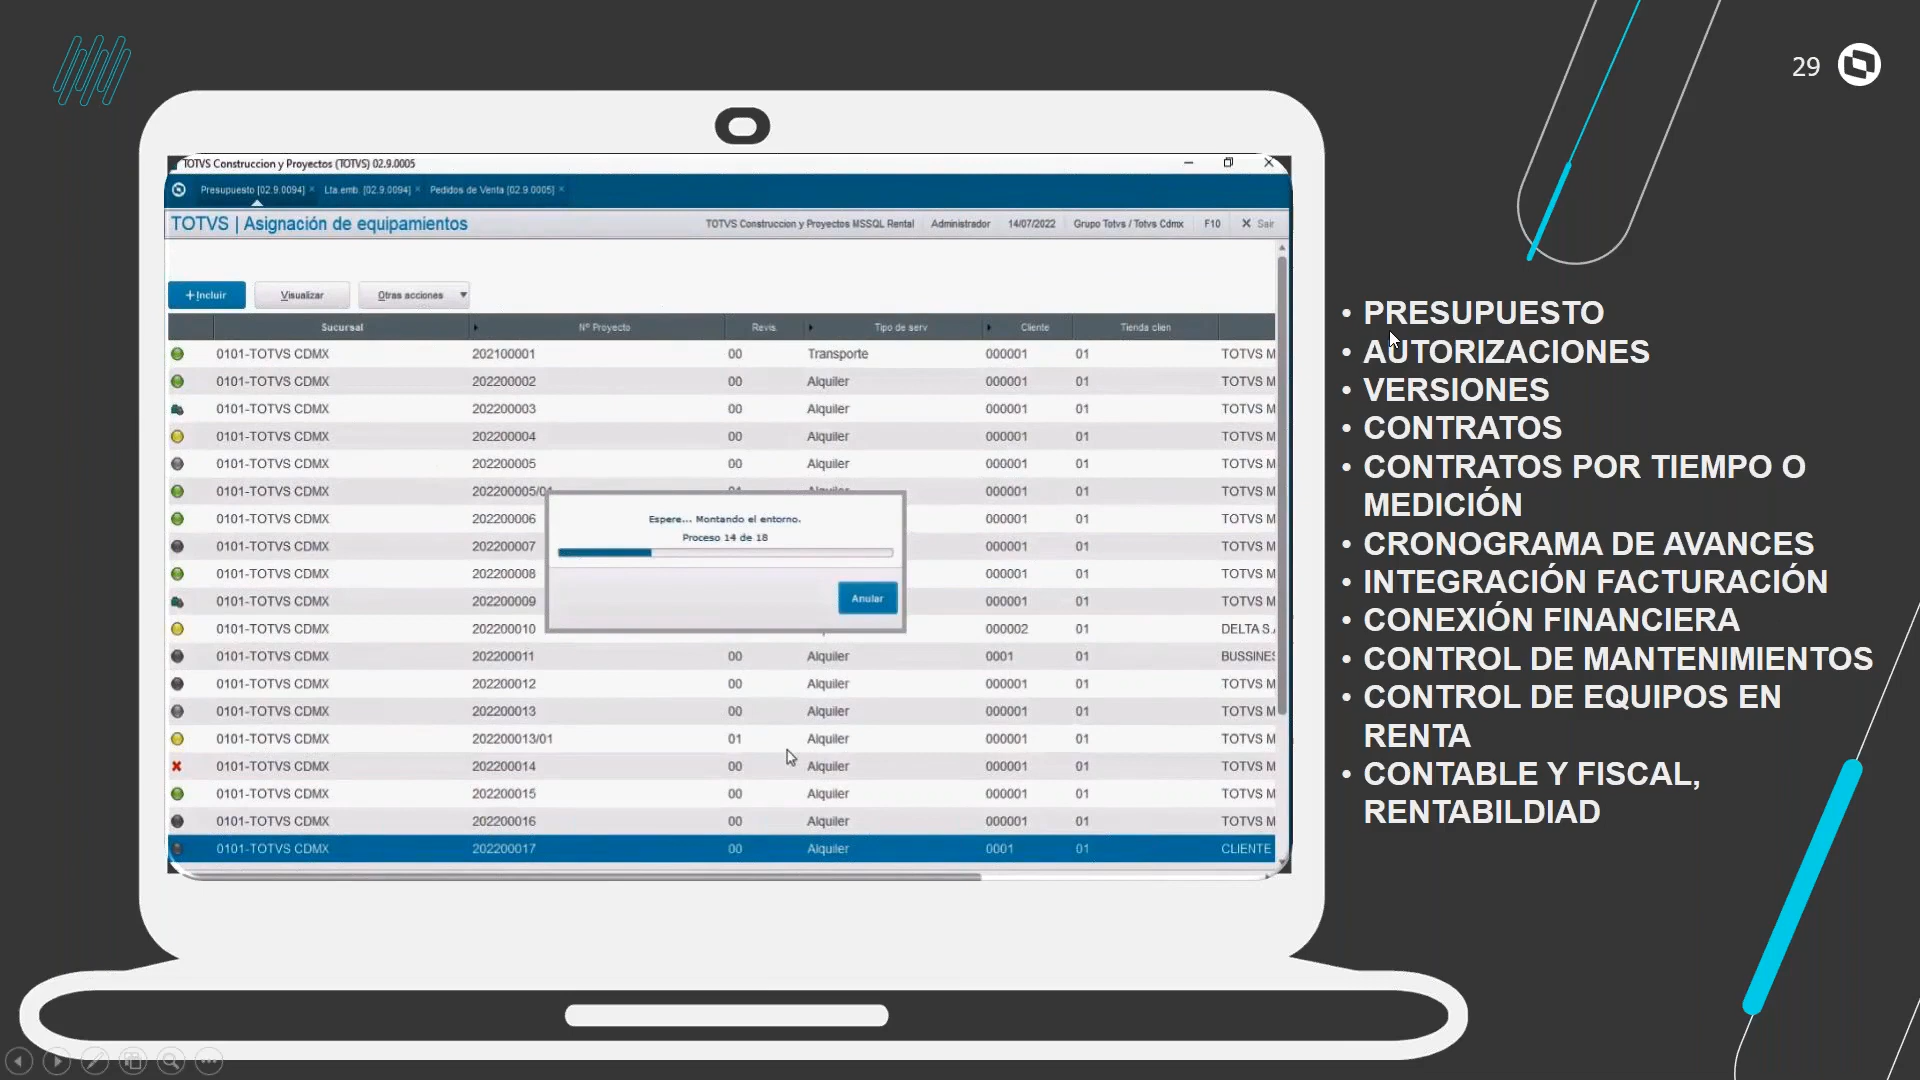 29
TOTVS Construccion y Proyectos (TOTVS) 02.9.0005
Presupuesto [02.9.0094] × Lta.emb. [02.9.0094] × Pedidos de Venta [02.9.0005] ×
TOTVS | Asignación de equipamientos TOTVS Construccion y Proyectos MSSQL Rental Administrador 14/07/2022 Grupo Totvs / Totvs Cdmx F10 X Sair
+ Incluir Visualizar Otras acciones
Sucursal Nº Proyecto Revis. Tipo de serv Cliente Tienda clien
0101-TOTVS CDMX 202100001 00 Transporte 000001 01 TOTVS M
0101-TOTVS CDMX 202200002 00 Alquiler 000001 01 TOTVS M
0101-TOTVS CDMX 202200003 00 Alquiler 000001 01 TOTVS M
0101-TOTVS CDMX 202200004 00 Alquiler 000001 01 TOTVS M
0101-TOTVS CDMX 202200005 00 Alquiler 000001 01 TOTVS M
0101-TOTVS CDMX 202200005/01 01 Alquiler 000001 01 TOTVS M
0101-TOTVS CDMX 202200006 000001 01 TOTVS M
0101-TOTVS CDMX 202200007 000001 01 TOTVS M
0101-TOTVS CDMX 202200008 000001 01 TOTVS M
0101-TOTVS CDMX 202200009 000001 01 TOTVS M
0101-TOTVS CDMX 202200010 000002 01 DELTA S.
0101-TOTVS CDMX 202200011 00 Alquiler 0001 01 BUSSINES
0101-TOTVS CDMX 202200012 00 Alquiler 000001 01 TOTVS M
0101-TOTVS CDMX 202200013 00 Alquiler 000001 01 TOTVS M
0101-TOTVS CDMX 202200013/01 01 Alquiler 000001 01 TOTVS M
0101-TOTVS CDMX 202200014 00 Alquiler 000001 01 TOTVS M
0101-TOTVS CDMX 202200015 00 Alquiler 000001 01 TOTVS M
0101-TOTVS CDMX 202200016 00 Alquiler 000001 01 TOTVS M
0101-TOTVS CDMX 202200017 00 Alquiler 0001 01 CLIENTE
Espere... Montando el entorno.
Proceso 14 de 18
Anular
• PRESUPUESTO
• AUTORIZACIONES
• VERSIONES
• CONTRATOS
• CONTRATOS POR TIEMPO O
MEDICIÓN
• CRONOGRAMA DE AVANCES
• INTEGRACIÓN FACTURACIÓN
• CONEXIÓN FINANCIERA
• CONTROL DE MANTENIMIENTOS
• CONTROL DE EQUIPOS EN
RENTA
• CONTABLE Y FISCAL,
RENTABILDIAD